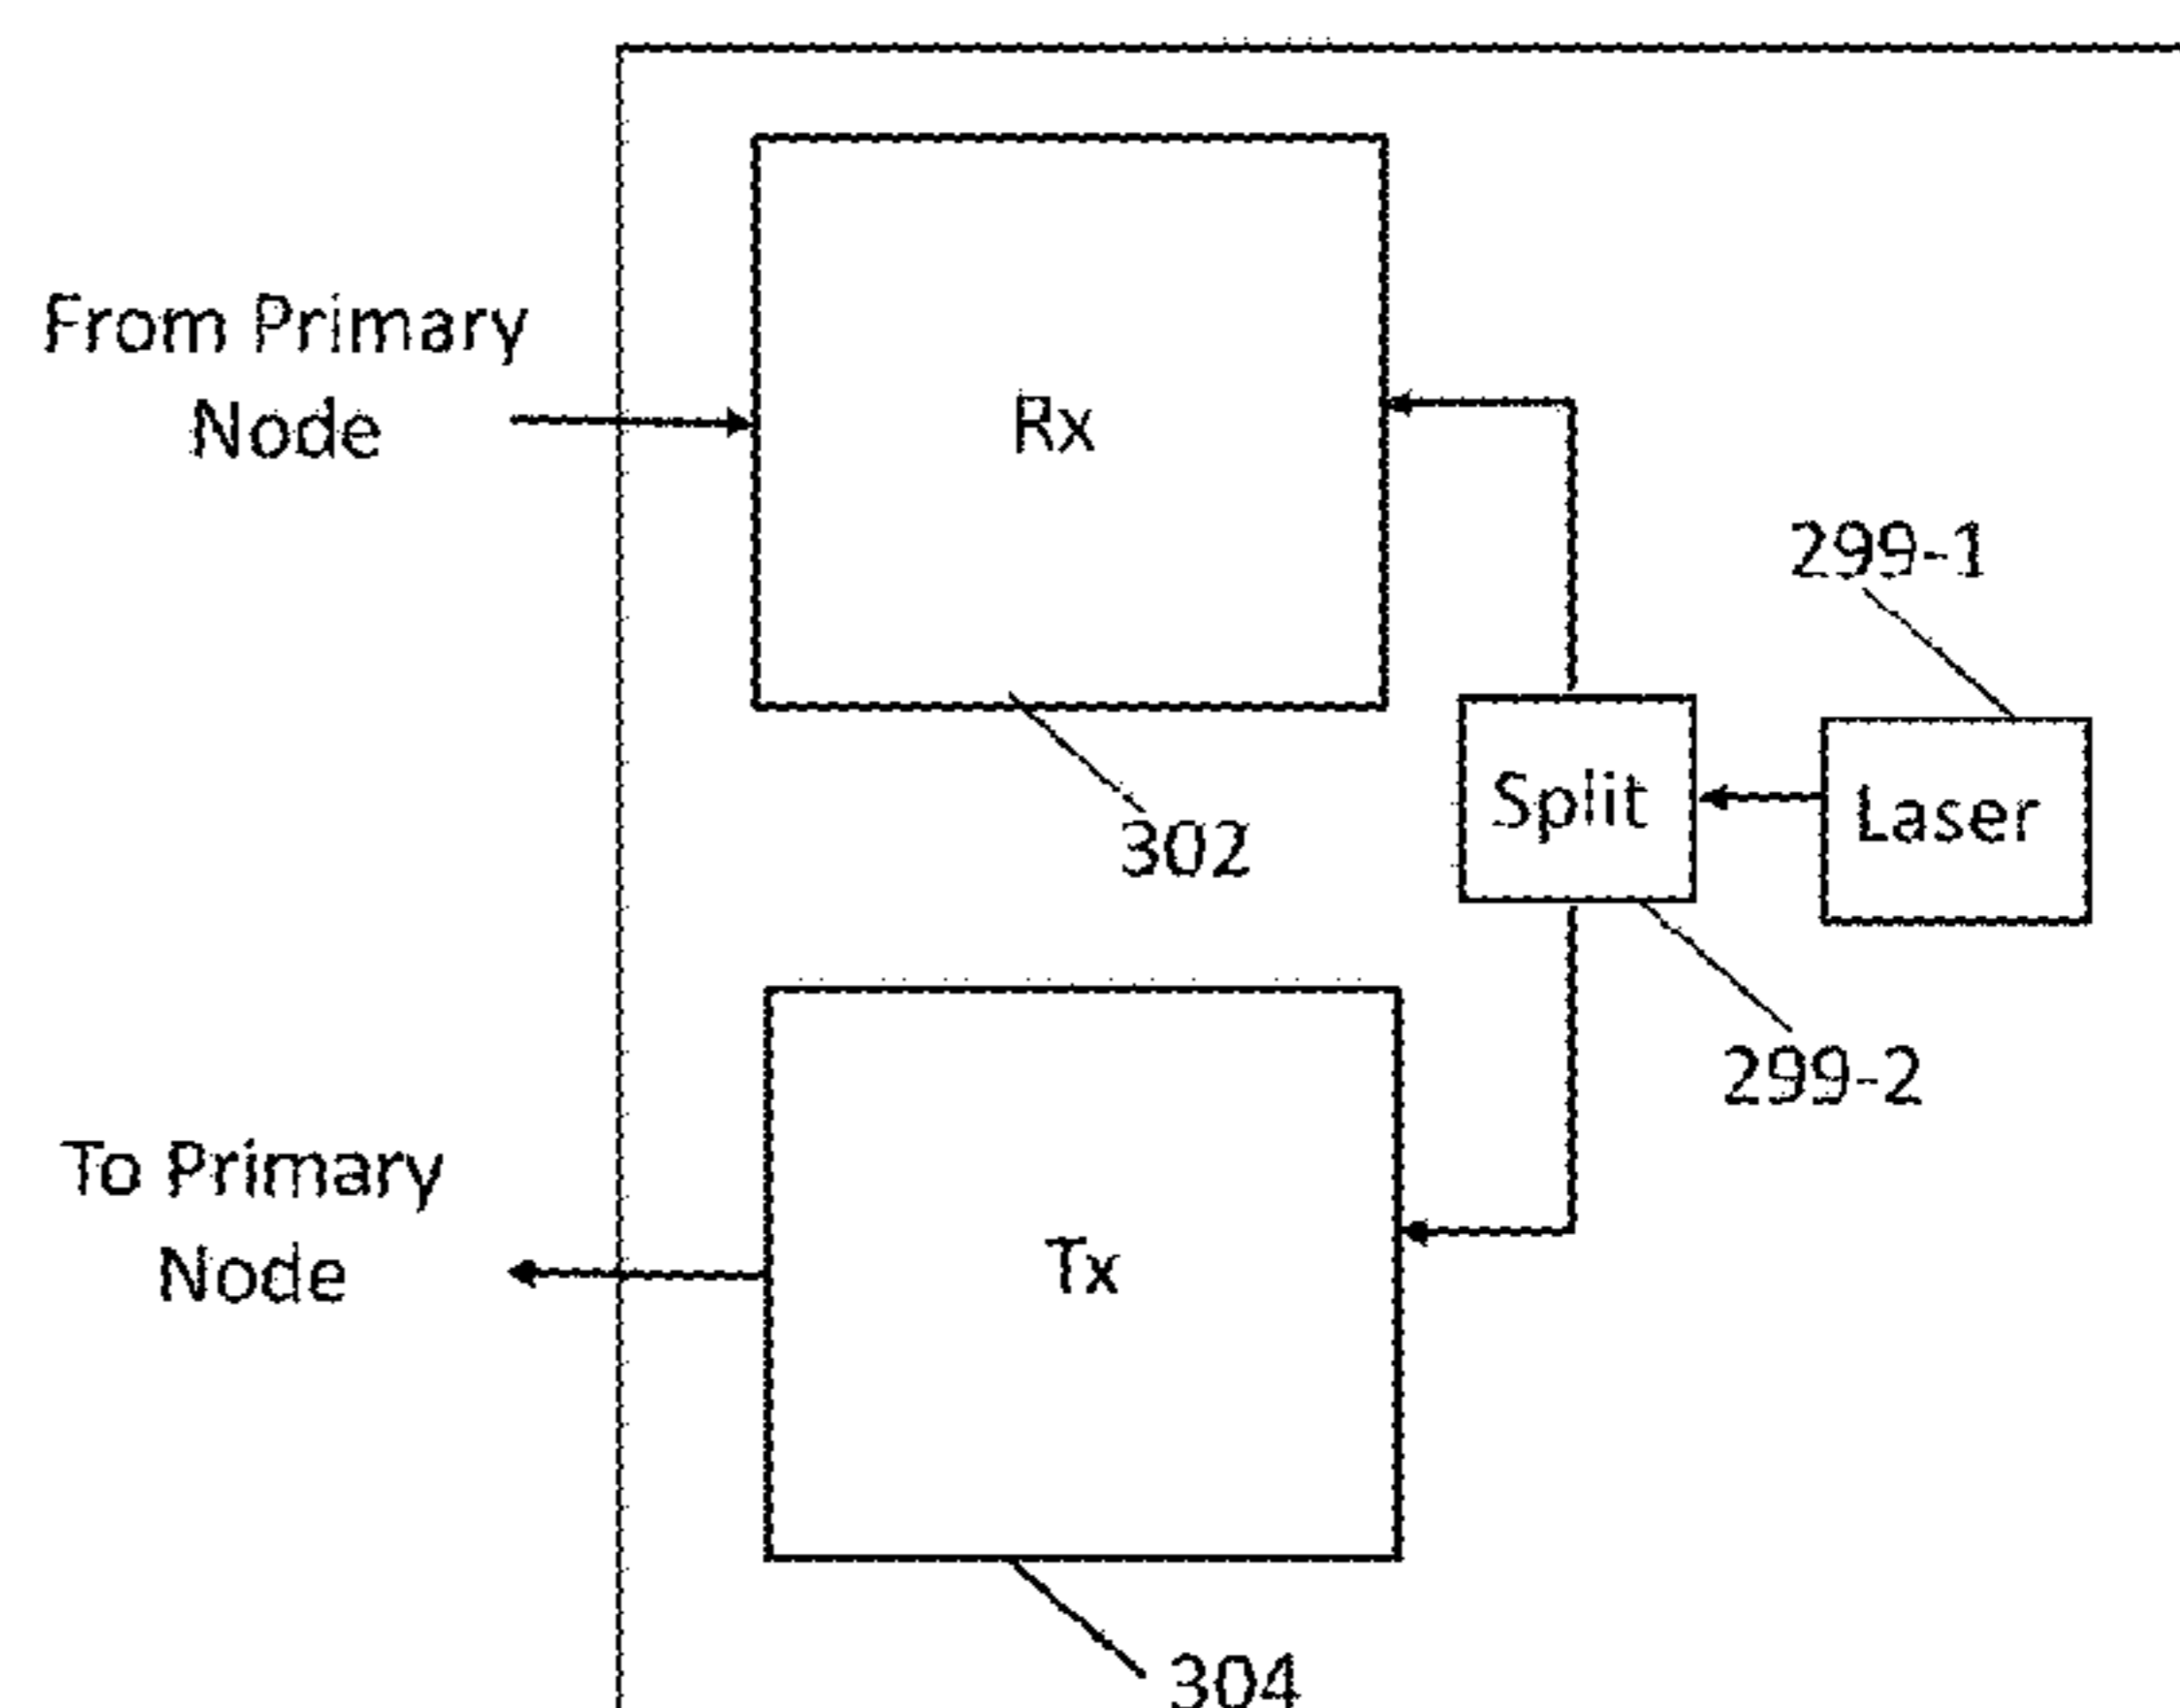 From Primary
Node
Rx
299-1
302
Split
Laser
299-2
To Primary
Node
Tx
304